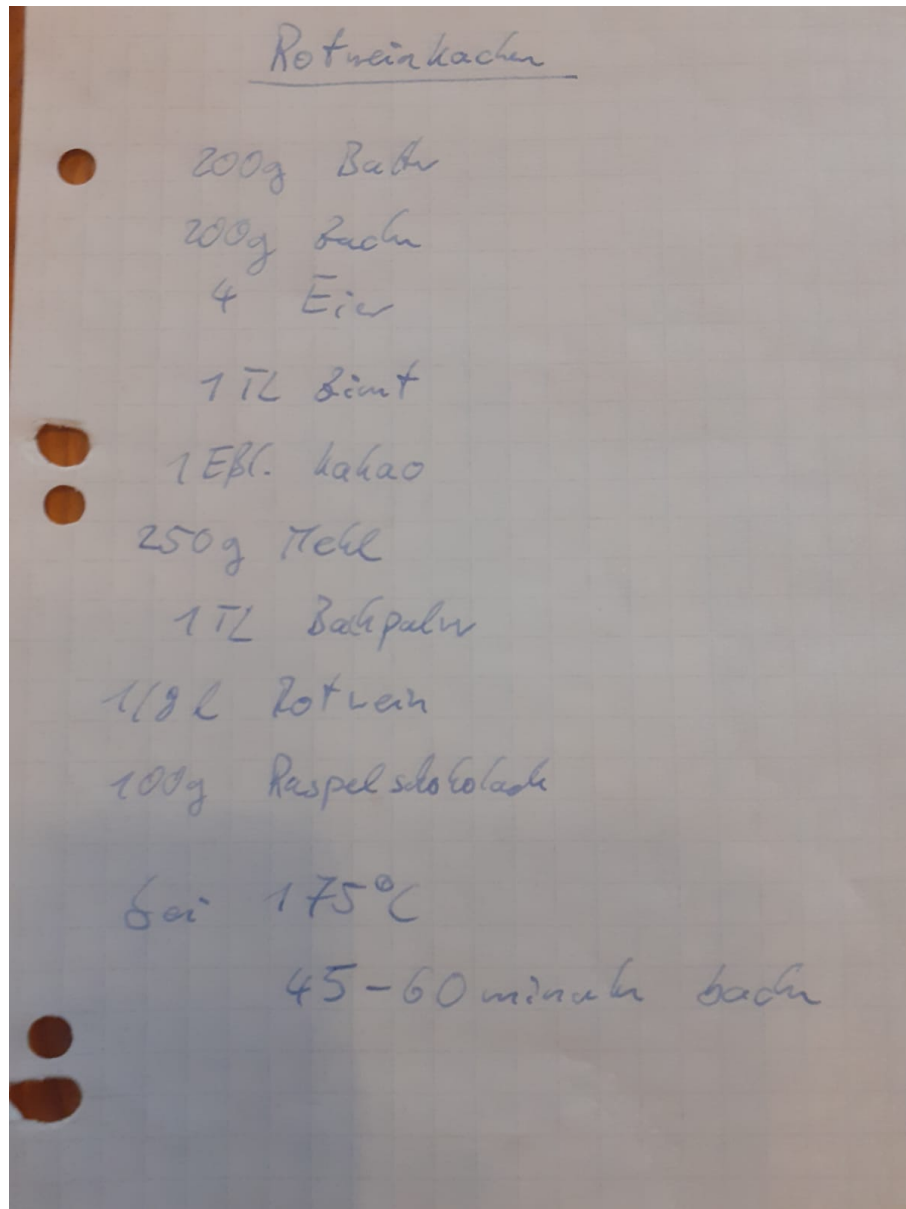 Rotweinkuchen
200g Butter
200g Zucker
4 Eier
1 TL Zimt
1 EßL. Kakao
250g Mehl
1 TL Backpulver
1/8 l Rotwein
100g Raspelschokolade
bei 175°C
45-60 minuten backen